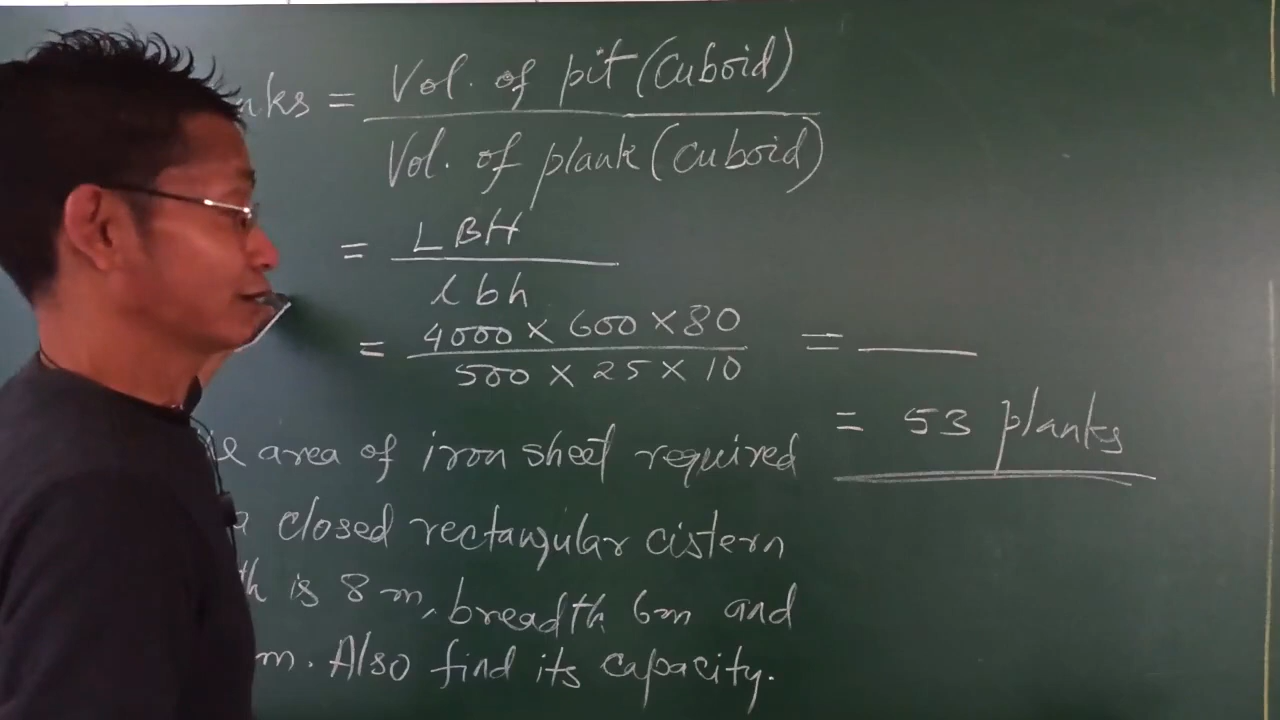 = Vol. of pit (Cuboid)
Vol. of plank (Cuboid)
= LBH
lbh
= 4000 × 600 × 80 =
500 × 25 × 10
= 53 planks
area of iron sheet required
a closed rectangular cistern
is 8 m, breadth 6m and
m. Also find its capacity.